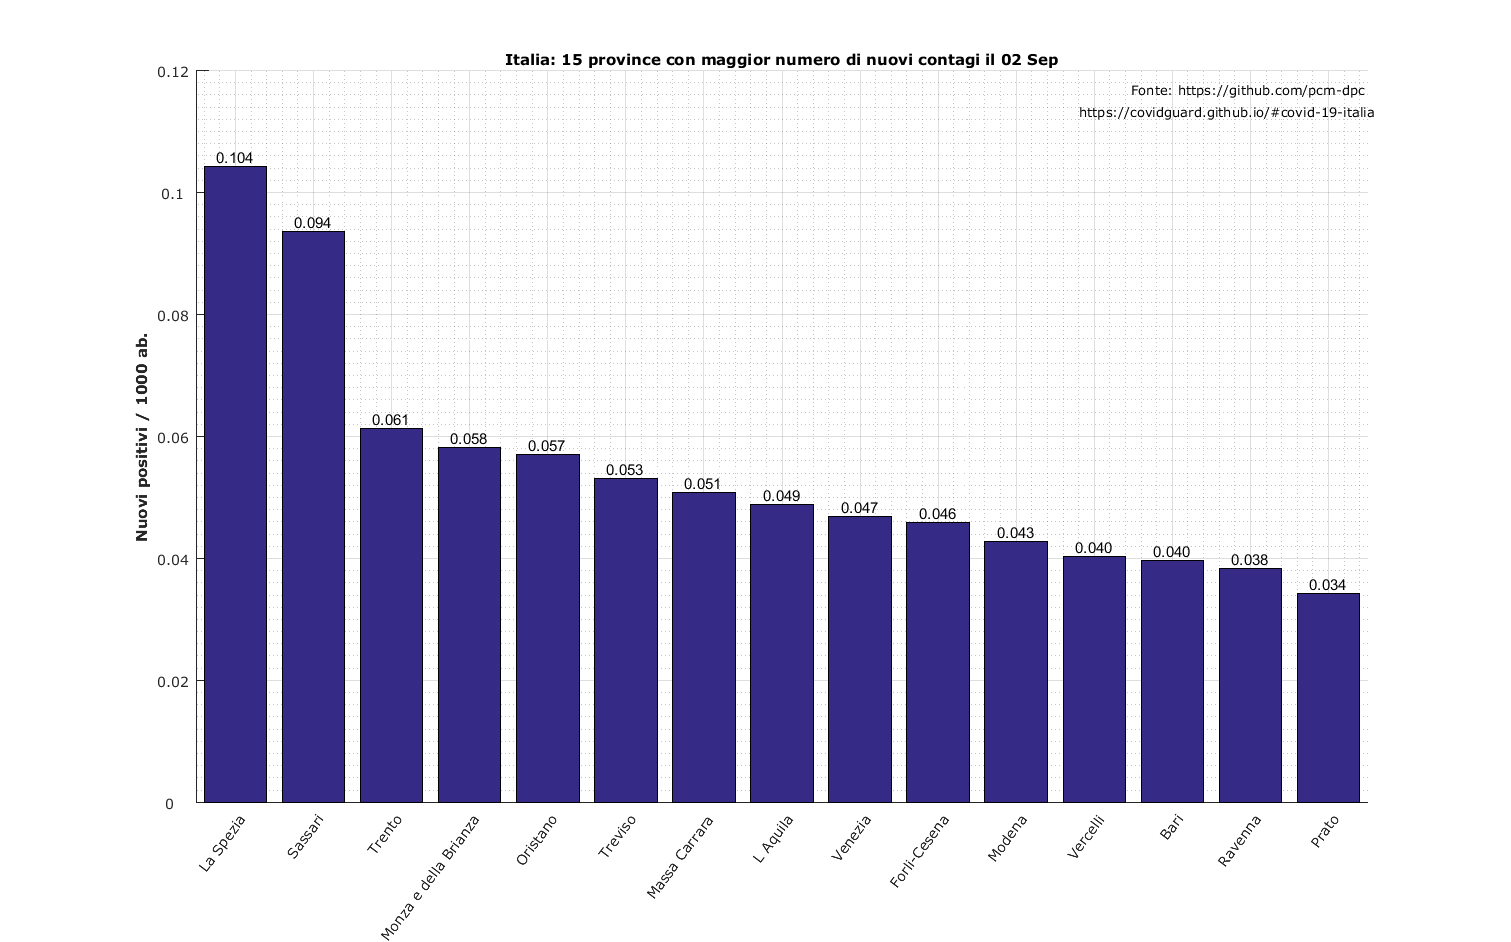 Italia: 15 province con maggior numero di nuovi contagi il 02 Sep
Fonte: https://github.com/pcm-dpc
https://covidguard.github.io/#covid-19-italia
Nuovi positivi / 1000 ab.
0.12
0.1
0.08
0.06
0.04
0.02
0
0.104
0.094
0.061
0.058
0.057
0.053
0.051
0.049
0.047
0.046
0.043
0.040
0.040
0.038
0.034
La Spezia
Sassari
Trento
Monza e della Brianza
Oristano
Treviso
Massa Carrara
L Aquila
Venezia
Forlì-Cesena
Modena
Vercelli
Bari
Ravenna
Prato